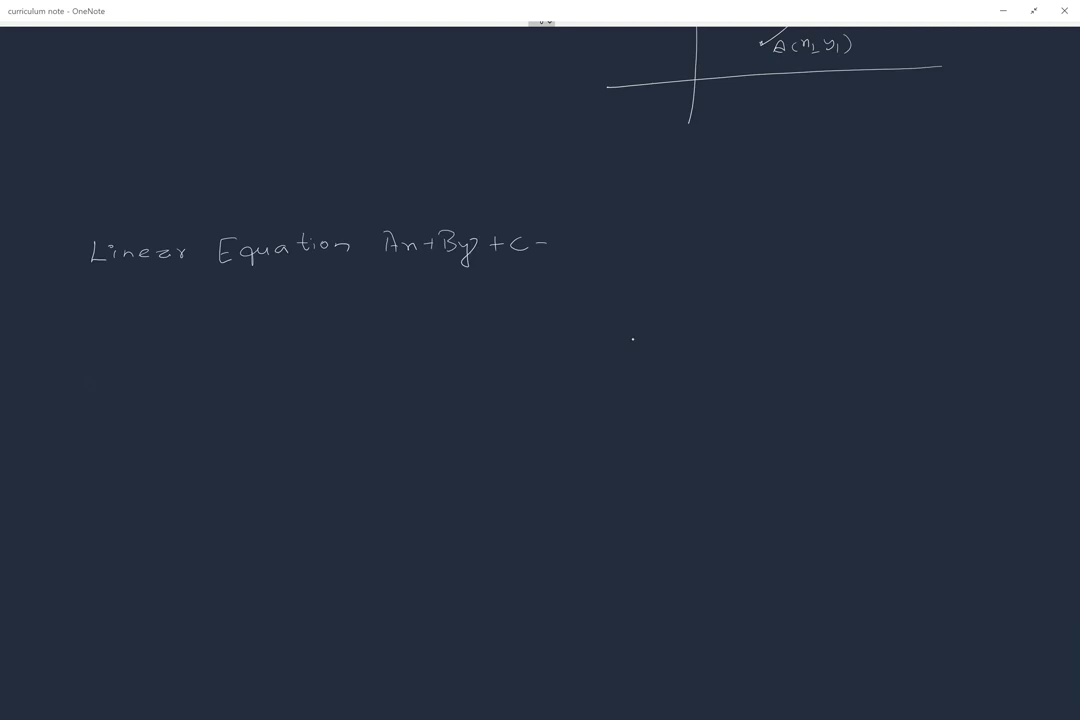 curriculum note - OneNote
A(x₁ y₁)
Linear Equation Ax+By+C -